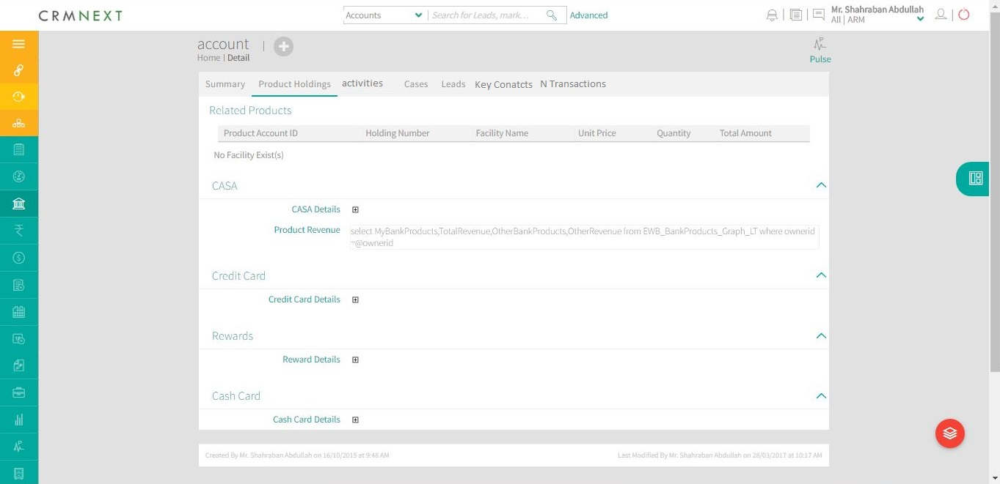 CRMNEXT
Accounts Search for Leads, mark... Advanced
Mr. Shahraban Abdullah
All | ARM
account
Home | Detail
Pulse
Summary Product Holdings activities Cases Leads Key Conatcts N Transactions
Related Products
Product Account ID Holding Number Facility Name Unit Price Quantity Total Amount
No Facility Exist(s)
CASA
CASA Details
Product Revenue select MyBankProducts,TotalRevenue,OtherBankProducts,OtherRevenue from EWB_BankProducts_Graph_LT where ownerid
=@ownerid
Credit Card
Credit Card Details
Rewards
Reward Details
Cash Card
Cash Card Details
Created By Mr. Shahraban Abdullah on 16/10/2015 at 9:48 AM Last Modified By Mr. Shahraban Abdullah on 28/03/2017 at 10:17 AM